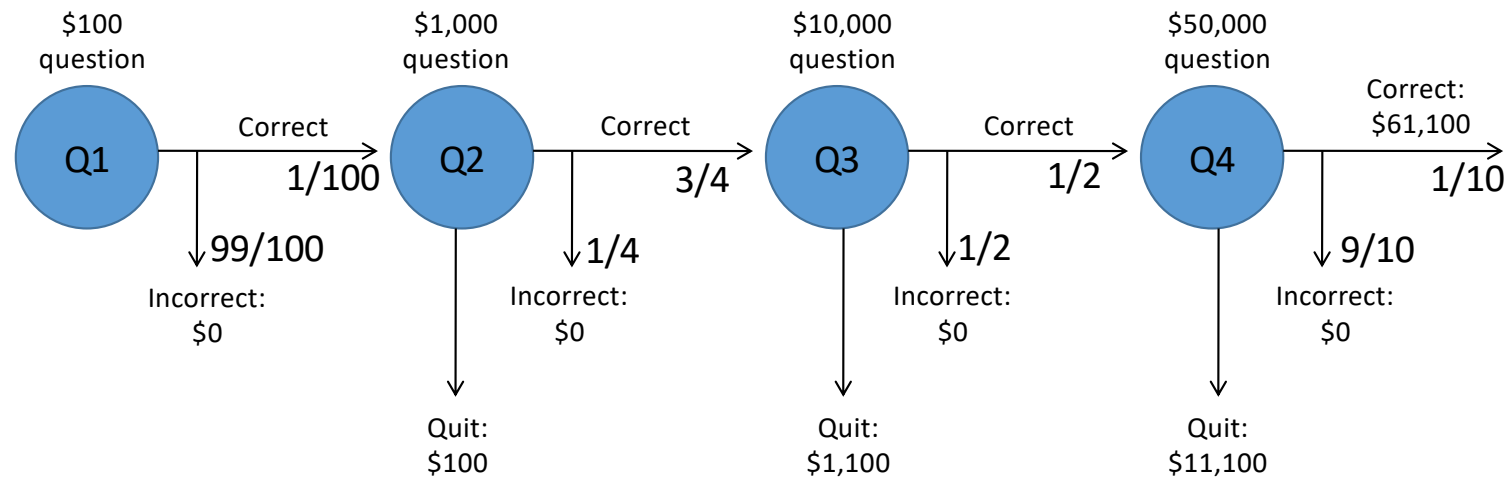 $100
question
$1,000
question
$10,000
question
$50,000
question
Q1
Correct
1/100
99/100
Incorrect:
$0
Q2
Correct
3/4
1/4
Incorrect:
$0
Quit:
$100
Q3
Correct
1/2
1/2
Incorrect:
$0
Quit:
$1,100
Q4
Correct:
$61,100
1/10
9/10
Incorrect:
$0
Quit:
$11,100